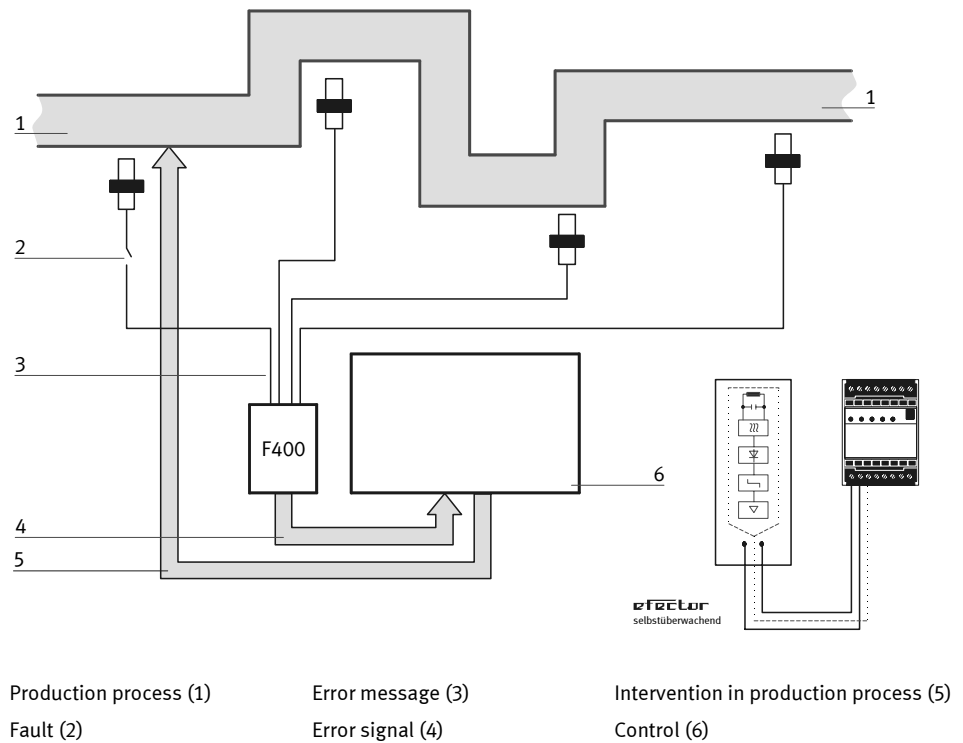 1
1
2
3
F400
6
4
5
efector
selbstüberwachend
Production process (1)
Error message (3)
Intervention in production process (5)
Fault (2)
Error signal (4)
Control (6)